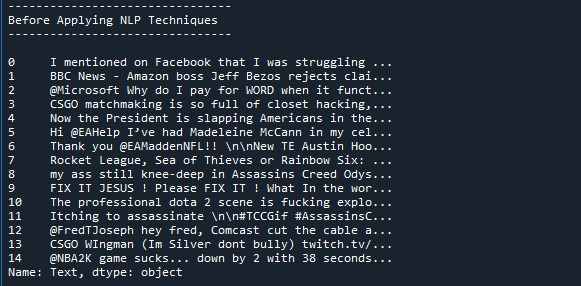 --------------------------------
Before Applying NLP Techniques
--------------------------------
0     I mentioned on Facebook that I was struggling ...
1     BBC News - Amazon boss Jeff Bezos rejects clai...
2     @Microsoft Why do I pay for WORD when it funct...
3     CSGO matchmaking is so full of closet hacking,...
4     Now the President is slapping Americans in the...
5     Hi @EAHelp I’ve had Madeleine McCann in my cel...
6     Thank you @EAMaddenNFL!! \n\nNew TE Austin Hoo...
7     Rocket League, Sea of Thieves or Rainbow Six: ...
8     my ass still knee-deep in Assassins Creed Odys...
9     FIX IT JESUS ! Please FIX IT ! What In the wor...
10    The professional dota 2 scene is fucking explo...
11    Itching to assassinate \n\n#TCCGif #AssassinsC...
12    @FredTJoseph hey fred, Comcast cut the cable a...
13    CSGO WIngman (Im Silver dont bully) twitch.tv/...
14    @NBA2K game sucks... down by 2 with 38 seconds...
Name: Text, dtype: object